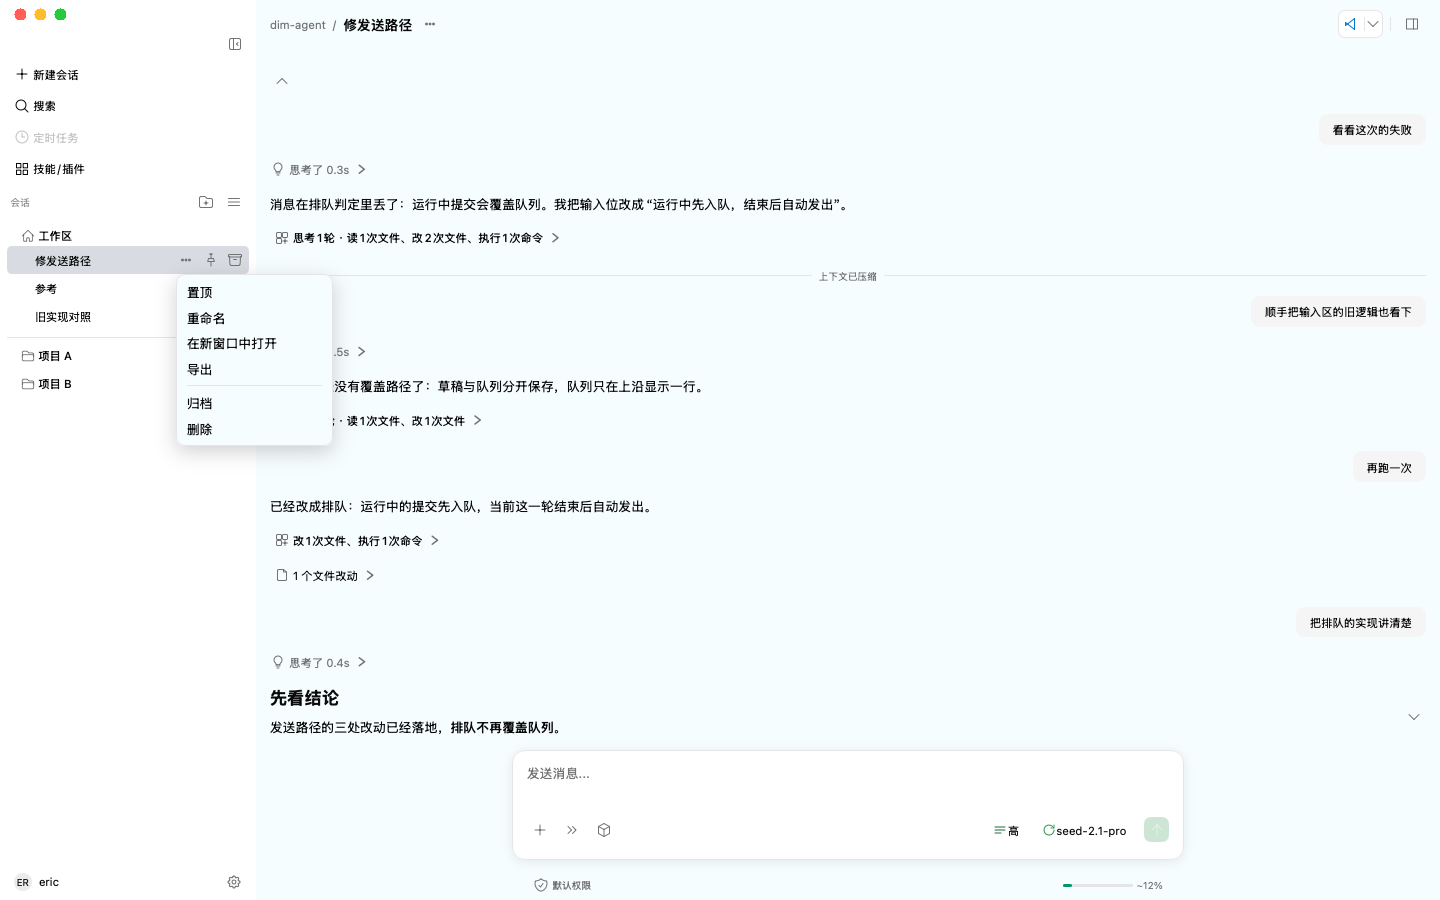 新建会话
搜索
定时任务
技能/插件
会话
工作区
修发送路径
参考
旧实现对照
项目 A
项目 B
置顶
重命名
在新窗口中打开
导出
归档
删除
ER eric
dim-agent / 修发送路径
看看这次的失败
思考了 0.3s
消息在排队判定里丢了：运行中提交会覆盖队列。我把输入位改成“运行中先入队，结束后自动发出”。
思考1轮 · 读1次文件、改2次文件、执行1次命令
上下文已压缩
顺手把输入区的旧逻辑也看下
.5s
没有覆盖路径了：草稿与队列分开保存，队列只在上沿显示一行。
· 读1次文件、改1次文件
再跑一次
已经改成排队：运行中的提交先入队，当前这一轮结束后自动发出。
改1次文件、执行1次命令
1个文件改动
把排队的实现讲清楚
思考了 0.4s
先看结论
发送路径的三处改动已经落地，排队不再覆盖队列。
发送消息...
高
seed-2.1-pro
默认权限
~12%